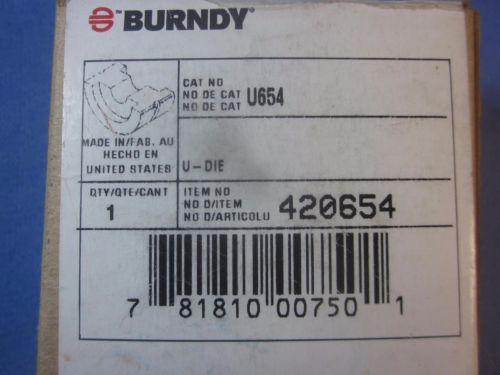 ™BURNDY®
CAT NO
NO DE CAT U654
NO DE CAT
MADE IN/FAB. AU
HECHO EN
UNITED STATES
U-DIE
QTY/QTE/CANT
1
ITEM NO
NO D/ITEM 420654
NO D/ARTICOLU
7 81810 00750 1